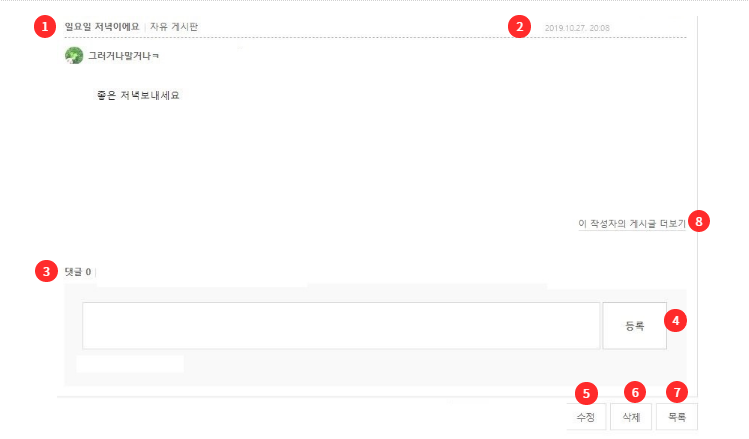 1 일요일 저녁이에요 | 자유 게시판 2 2019.10.27. 20:08
그러거나말거나ㅋ
좋은 저녁보내세요
이 작성자의 게시글 더보기 8
3 댓글 0 |
등록 4
5 6 7
수정 삭제 목록